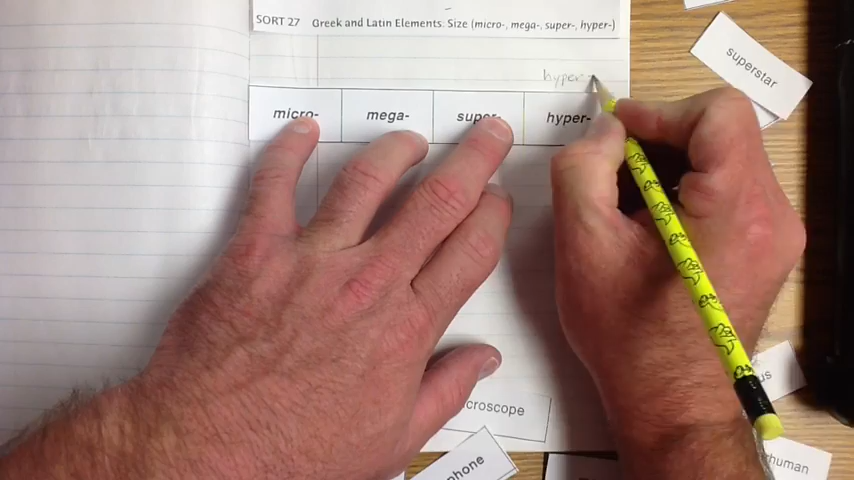 SORT 27 Greek and Latin Elements: Size (micro-, mega-, super-, hyper-)
hyper-
micro- mega- super- hyper-
superstar
croscope
phone
us
human